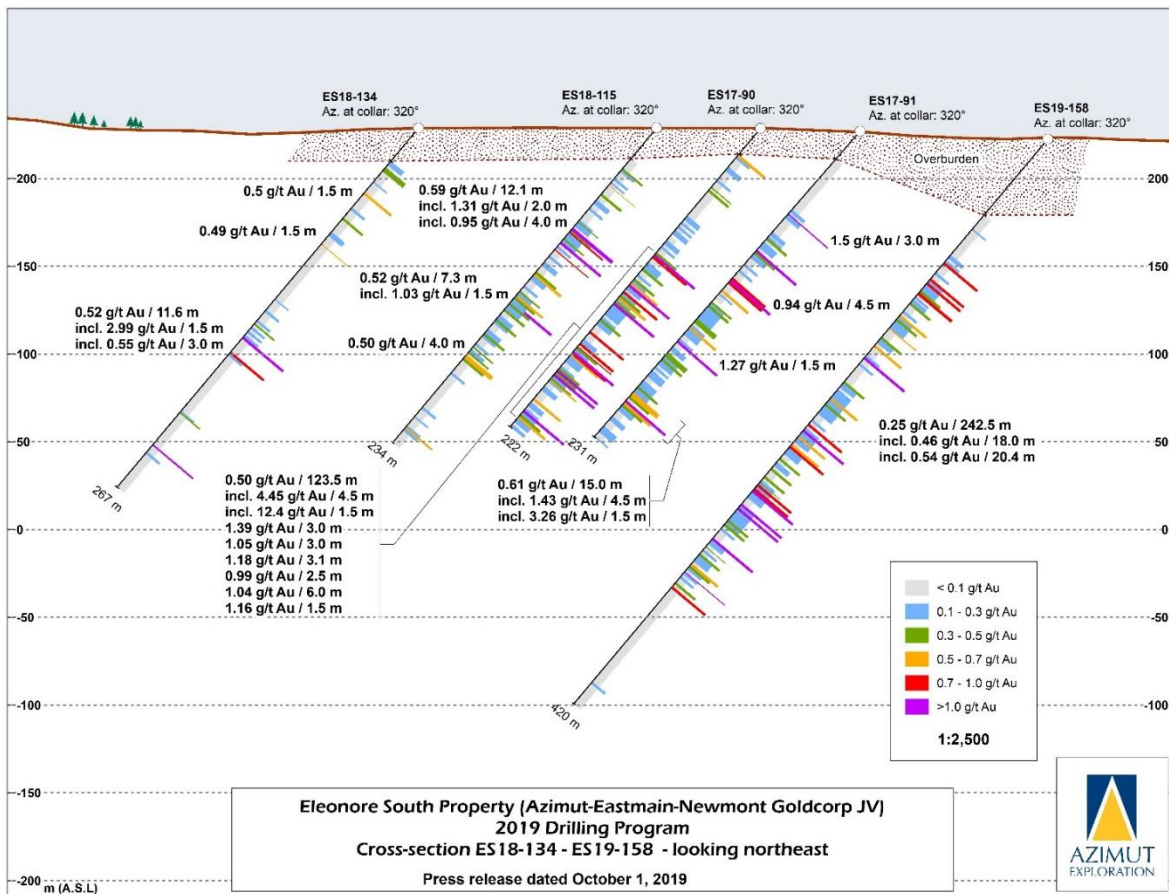 ES18-134
Az. at collar: 320°
ES18-115
Az. at collar: 320°
ES17-90
Az. at collar: 320°
ES17-91
Az. at collar: 320°
ES19-158
Az. at collar: 320°
Overburden
200
200
150
150
100
100
50
50
0
0
-50
-50
-100
-100
-150
-150
-200
-200
m (A.S.L)
0.5 g/t Au / 1.5 m
0.49 g/t Au / 1.5 m
0.52 g/t Au / 11.6 m
incl. 2.99 g/t Au / 1.5 m
incl. 0.55 g/t Au / 3.0 m
267 m
0.59 g/t Au / 12.1 m
incl. 1.31 g/t Au / 2.0 m
incl. 0.95 g/t Au / 4.0 m
0.52 g/t Au / 7.3 m
incl. 1.03 g/t Au / 1.5 m
0.50 g/t Au / 4.0 m
234 m
0.50 g/t Au / 123.5 m
incl. 4.45 g/t Au / 4.5 m
incl. 12.4 g/t Au / 1.5 m
1.39 g/t Au / 3.0 m
1.05 g/t Au / 3.0 m
1.18 g/t Au / 3.1 m
0.99 g/t Au / 2.5 m
1.04 g/t Au / 6.0 m
1.16 g/t Au / 1.5 m
222 m
1.5 g/t Au / 3.0 m
0.94 g/t Au / 4.5 m
1.27 g/t Au / 1.5 m
0.61 g/t Au / 15.0 m
incl. 1.43 g/t Au / 4.5 m
incl. 3.26 g/t Au / 1.5 m
231 m
0.25 g/t Au / 242.5 m
incl. 0.46 g/t Au / 18.0 m
incl. 0.54 g/t Au / 20.4 m
420 m
< 0.1 g/t Au
0.1 - 0.3 g/t Au
0.3 - 0.5 g/t Au
0.5 - 0.7 g/t Au
0.7 - 1.0 g/t Au
>1.0 g/t Au
1:2,500
Eleonore South Property (Azimut-Eastmain-Newmont Goldcorp JV)
2019 Drilling Program
Cross-section ES18-134 - ES19-158 - looking northeast
Press release dated October 1, 2019
AZIMUT
EXPLORATION